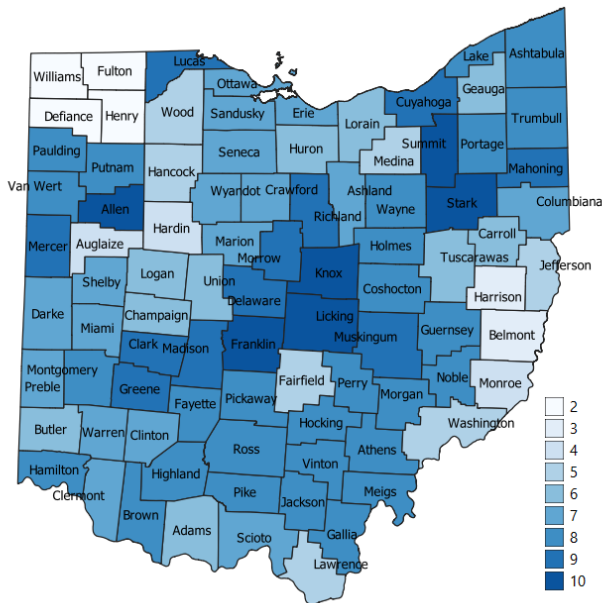 Lucas
Lake
Ashtabula
Williams
Fulton
Ottawa
Geauga
Cuyahoga
Defiance
Henry
Wood
Sandusky
Erie
Lorain
Trumbull
Summit
Portage
Paulding
Seneca
Huron
Medina
Putnam
Hancock
Mahoning
Van Wert
Wyandot
Crawford
Ashland
Wayne
Stark
Columbiana
Allen
Richland
Mercer
Auglaize
Hardin
Marion
Morrow
Holmes
Carroll
Tuscarawas
Jefferson
Shelby
Logan
Union
Knox
Coshocton
Harrison
Delaware
Darke
Miami
Champaign
Licking
Muskingum
Guernsey
Belmont
Clark
Madison
Franklin
Montgomery
Preble
Fairfield
Perry
Noble
Monroe
Greene
Fayette
Pickaway
Morgan
Butler
Warren
Clinton
Hocking
Washington
Ross
Athens
Hamilton
Highland
Vinton
Clermont
Pike
Jackson
Meigs
Brown
Adams
Scioto
Gallia
Lawrence
2
3
4
5
6
7
8
9
10